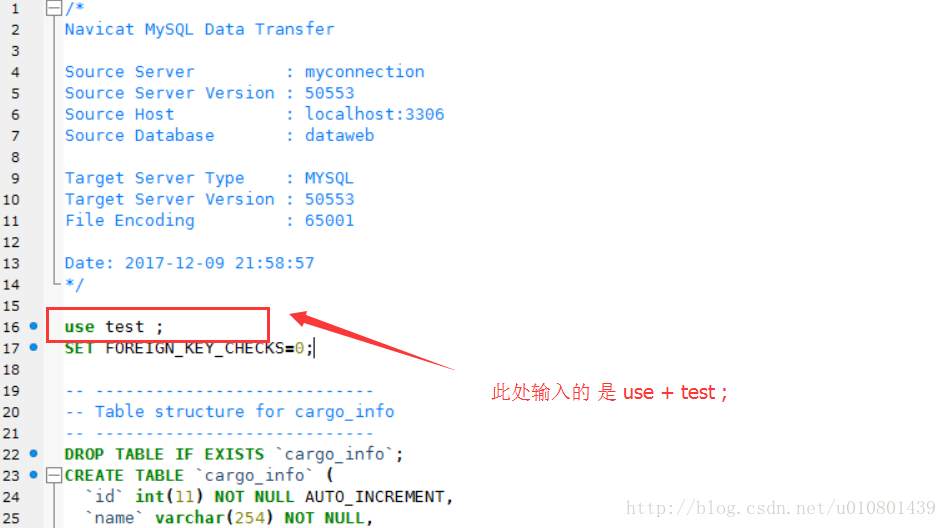 1 /*
2 Navicat MySQL Data Transfer
3
4 Source Server : myconnection
5 Source Server Version : 50553
6 Source Host : localhost:3306
7 Source Database : dataweb
8
9 Target Server Type : MYSQL
10 Target Server Version : 50553
11 File Encoding : 65001
12
13 Date: 2017-12-09 21:58:57
14 */
15
16 use test ;
17 SET FOREIGN_KEY_CHECKS=0;
18
此处输入的 是 use + test ;
19 -- ----------------------------
20 -- Table structure for cargo_info
21 -- ----------------------------
22 DROP TABLE IF EXISTS `cargo_info`;
23 CREATE TABLE `cargo_info` (
24 `id` int(11) NOT NULL AUTO_INCREMENT,
25 `name` varchar(254) NOT NULL,
http://blog.csdn.net/u010801439